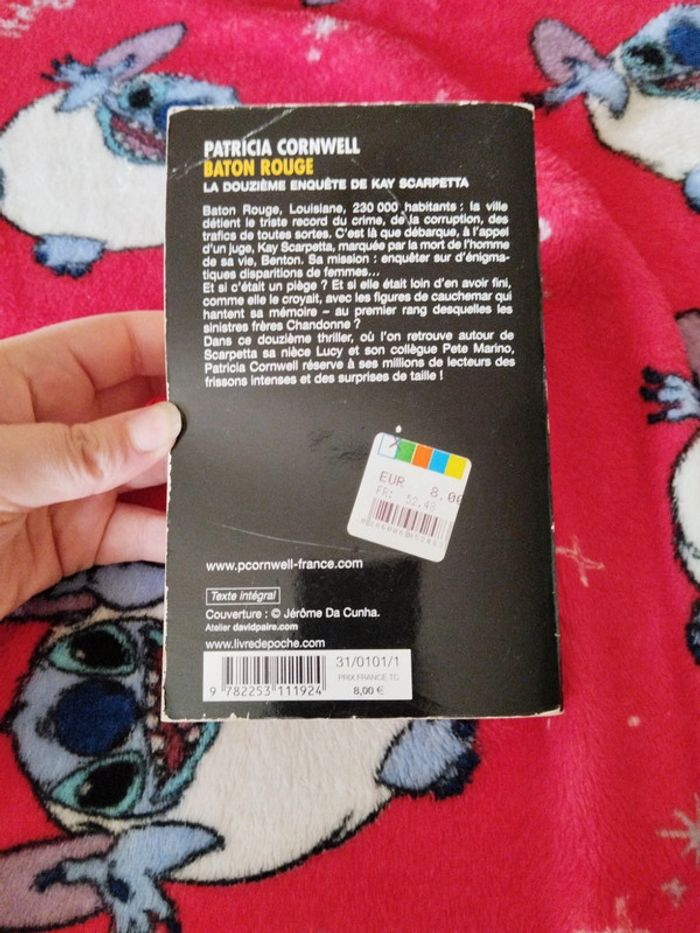 PATRICIA CORNWELL
BATON ROUGE
LA DOUZIÈME ENQUÊTE DE KAY SCARPETTA
Baton Rouge, Louisiane, 230 000 habitants : la ville
détient le triste record du crime, de la corruption, des
trafics de toutes sortes. C'est là que débarque, à l'appel
d'un juge, Kay Scarpetta, marquée par la mort de l'homme
de sa vie, Benton. Sa mission : enquêter sur d'énigma-
tiques disparitions de femmes...
Et si c'était un piège ? Et si elle était loin d'en avoir fini,
comme elle le croyait, avec les figures de cauchemar qui
hantent sa mémoire – au premier rang desquelles les
sinistres frères Chandonne ?
Dans ce douzième thriller, où l'on retrouve autour de
Scarpetta sa nièce Lucy et son collègue Pete Marino,
Patricia Cornwell réserve à ses millions de lecteurs des
frissons intenses et des surprises de taille !
EUR 8.00
FR: 52.48
www.pcornwell-france.com
Texte intégral
Couverture : © Jérôme Da Cunha.
Atelier davidpaire.com
www.livredepoche.com
31/0101/1
PRIX FRANCE TC
8,00 €
9 782253 111924